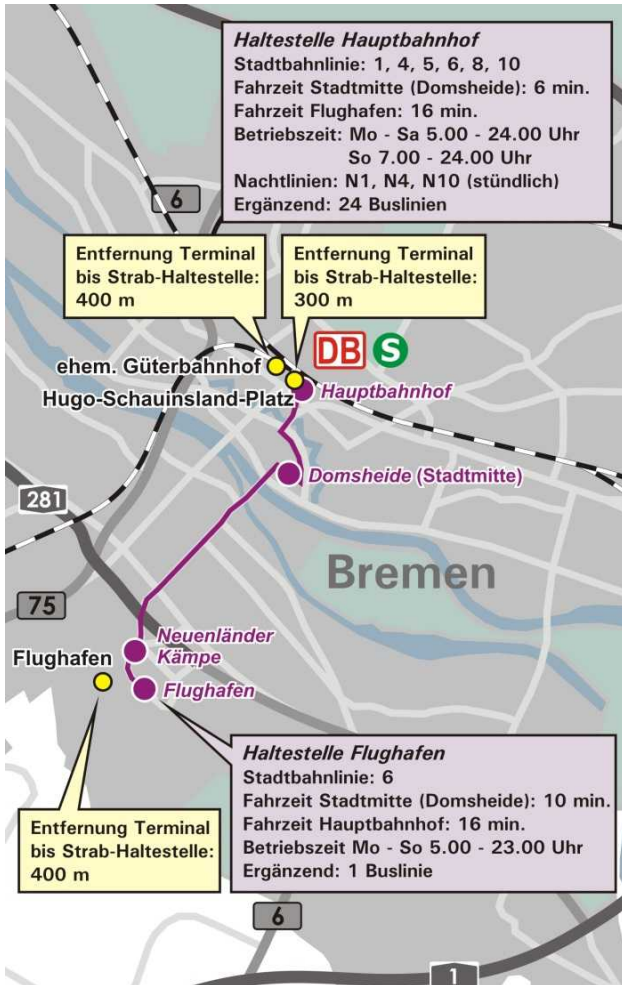 Haltestelle Hauptbahnhof
Stadtbahnlinie: 1, 4, 5, 6, 8, 10
Fahrzeit Stadtmitte (Domsheide): 6 min.
Fahrzeit Flughafen: 16 min.
Betriebszeit: Mo - Sa 5.00 - 24.00 Uhr
So 7.00 - 24.00 Uhr
Nachtlinien: N1, N4, N10 (stündlich)
Ergänzend: 24 Buslinien
6
Entfernung Terminal
bis Strab-Haltestelle:
400 m
Entfernung Terminal
bis Strab-Haltestelle:
300 m
DB S
ehem. Güterbahnhof
Hugo-Schauinsland-Platz
Hauptbahnhof
Domsheide (Stadtmitte)
281
Bremen
75
Neuenländer
Kämpe
Flughafen
Flughafen
Haltestelle Flughafen
Stadtbahnlinie: 6
Fahrzeit Stadtmitte (Domsheide): 10 min.
Fahrzeit Hauptbahnhof: 16 min.
Betriebszeit Mo - So 5.00 - 23.00 Uhr
Ergänzend: 1 Buslinie
Entfernung Terminal
bis Strab-Haltestelle:
400 m
6
1